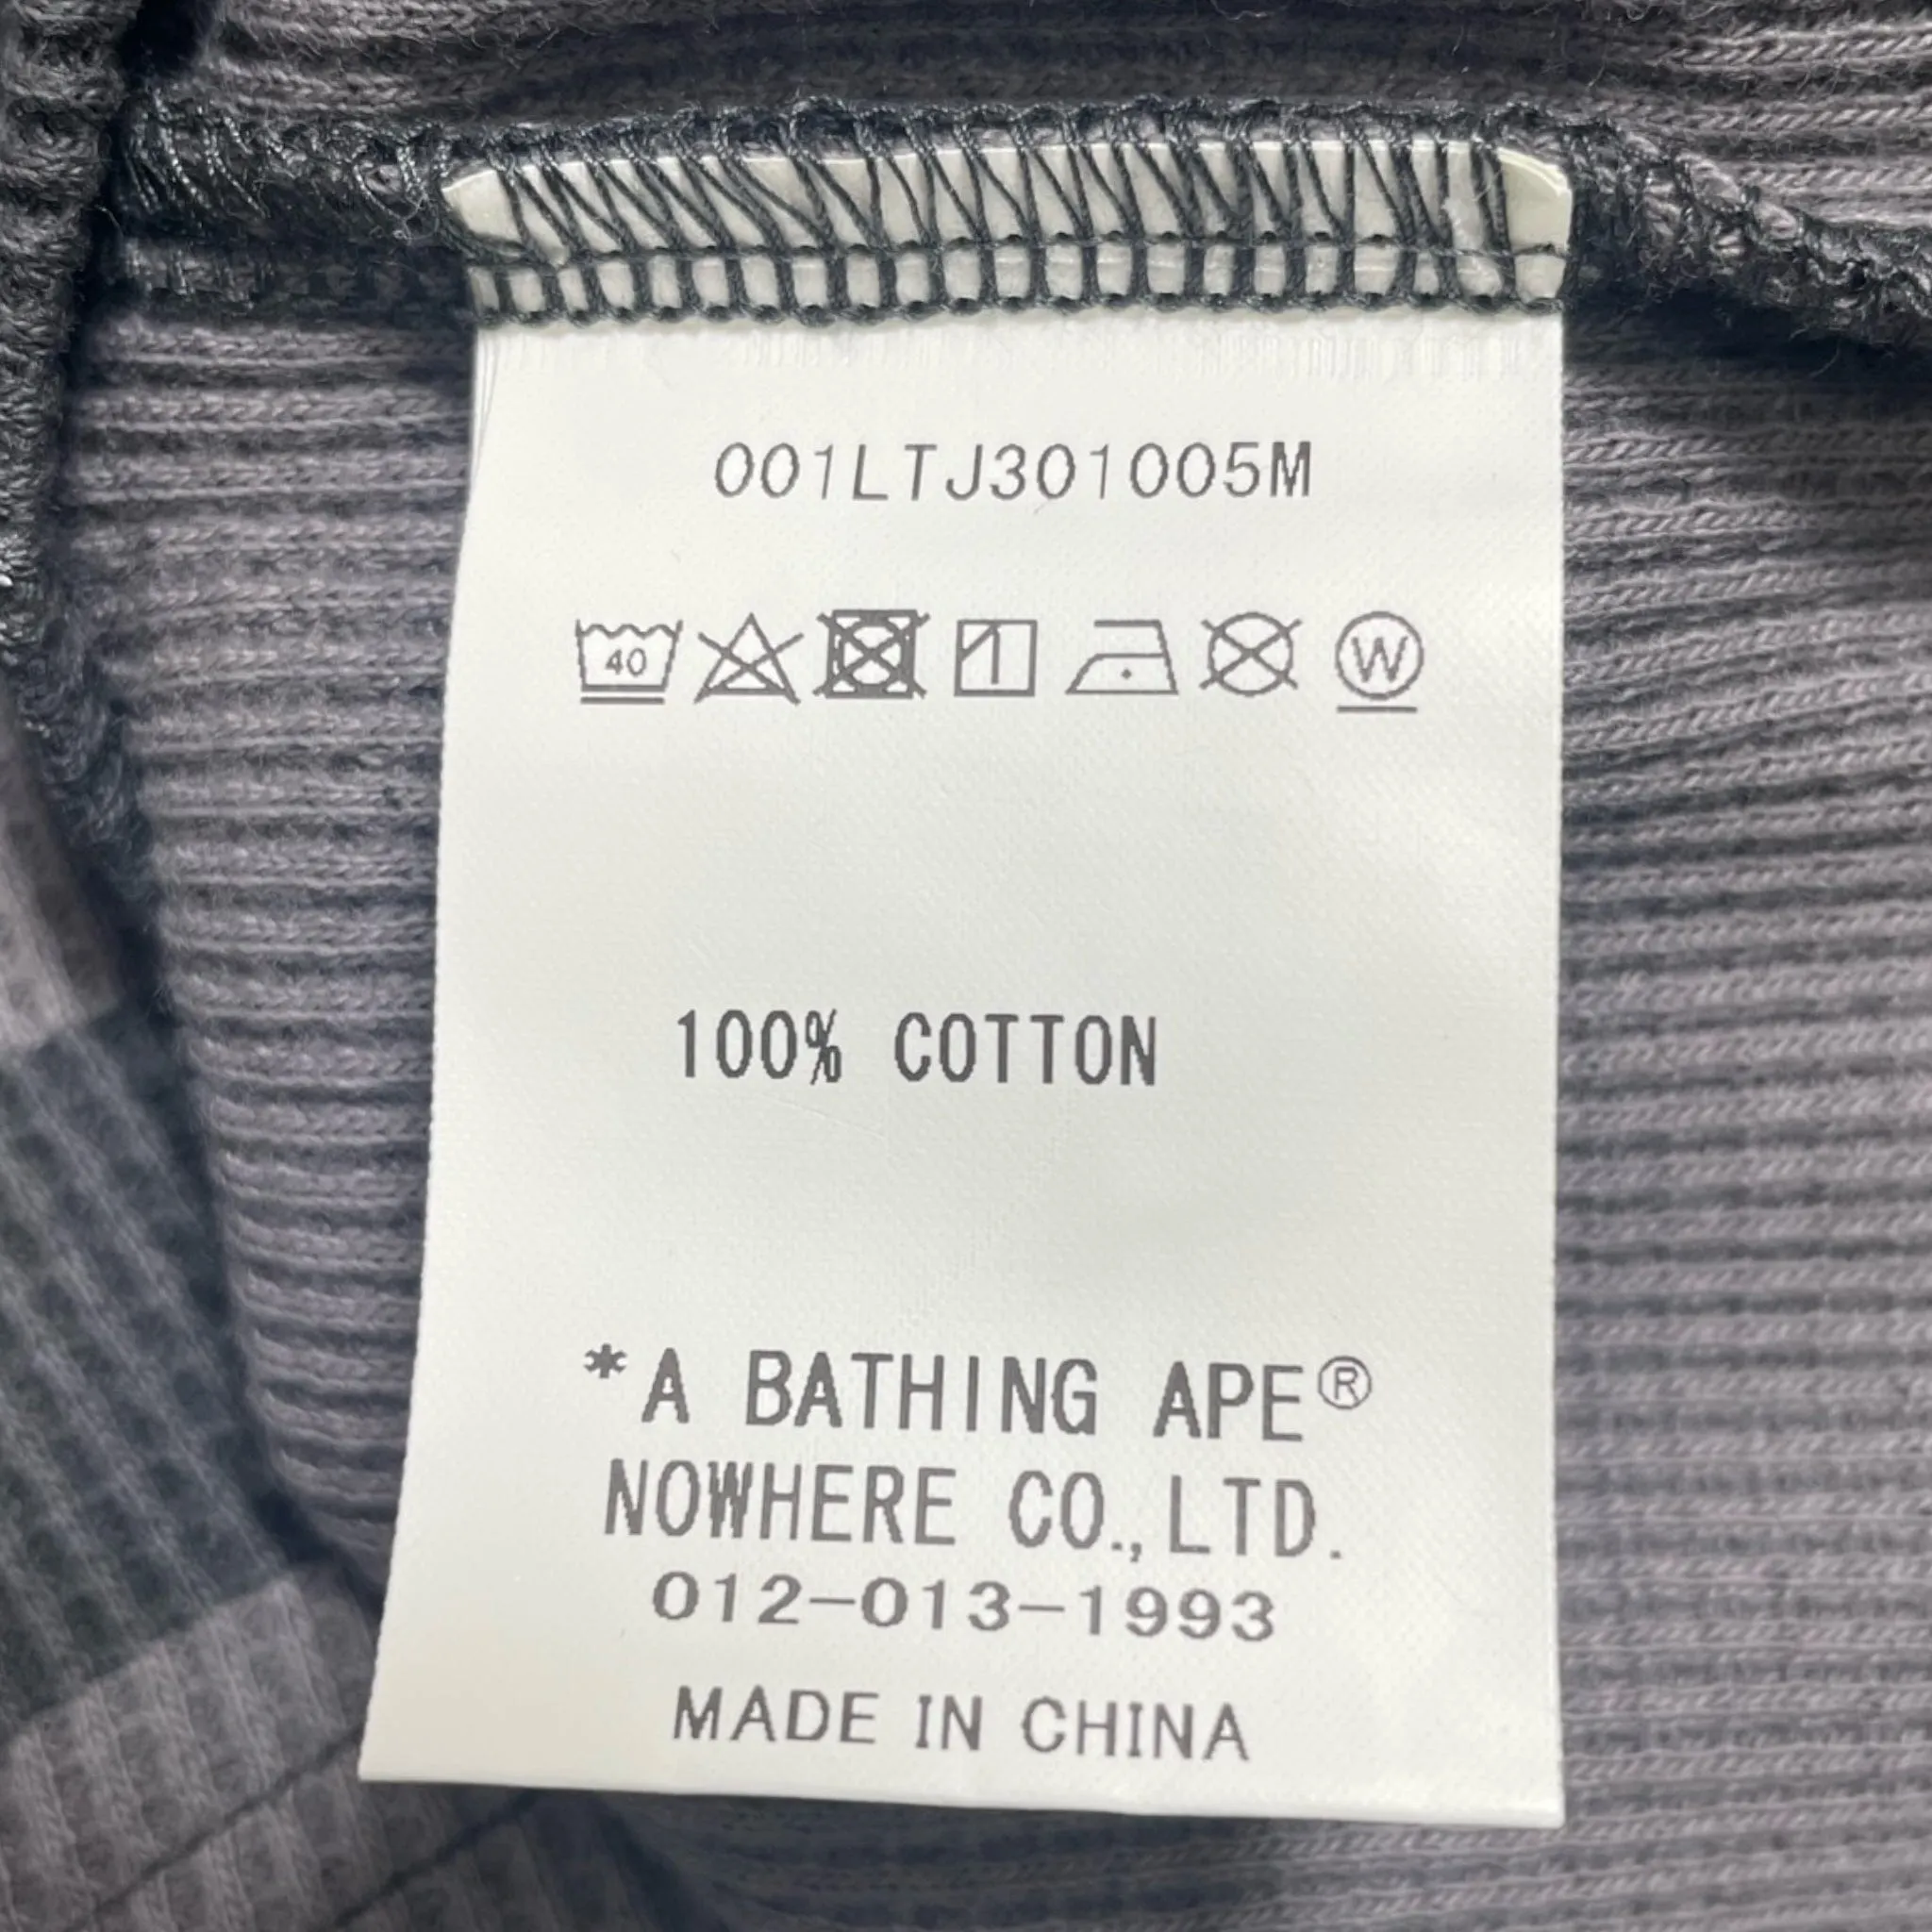 001LTJ301005M
40 W
100% COTTON
*A BATHING APE®
NOWHERE CO.,LTD.
012-013-1993
MADE IN CHINA